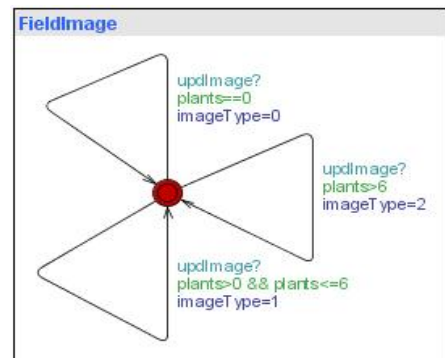 FieldImage
updImage?
plants==0
imageType=0
updImage?
plants>6
imageType=2
updImage?
plants>0 && plants<=6
imageType=1